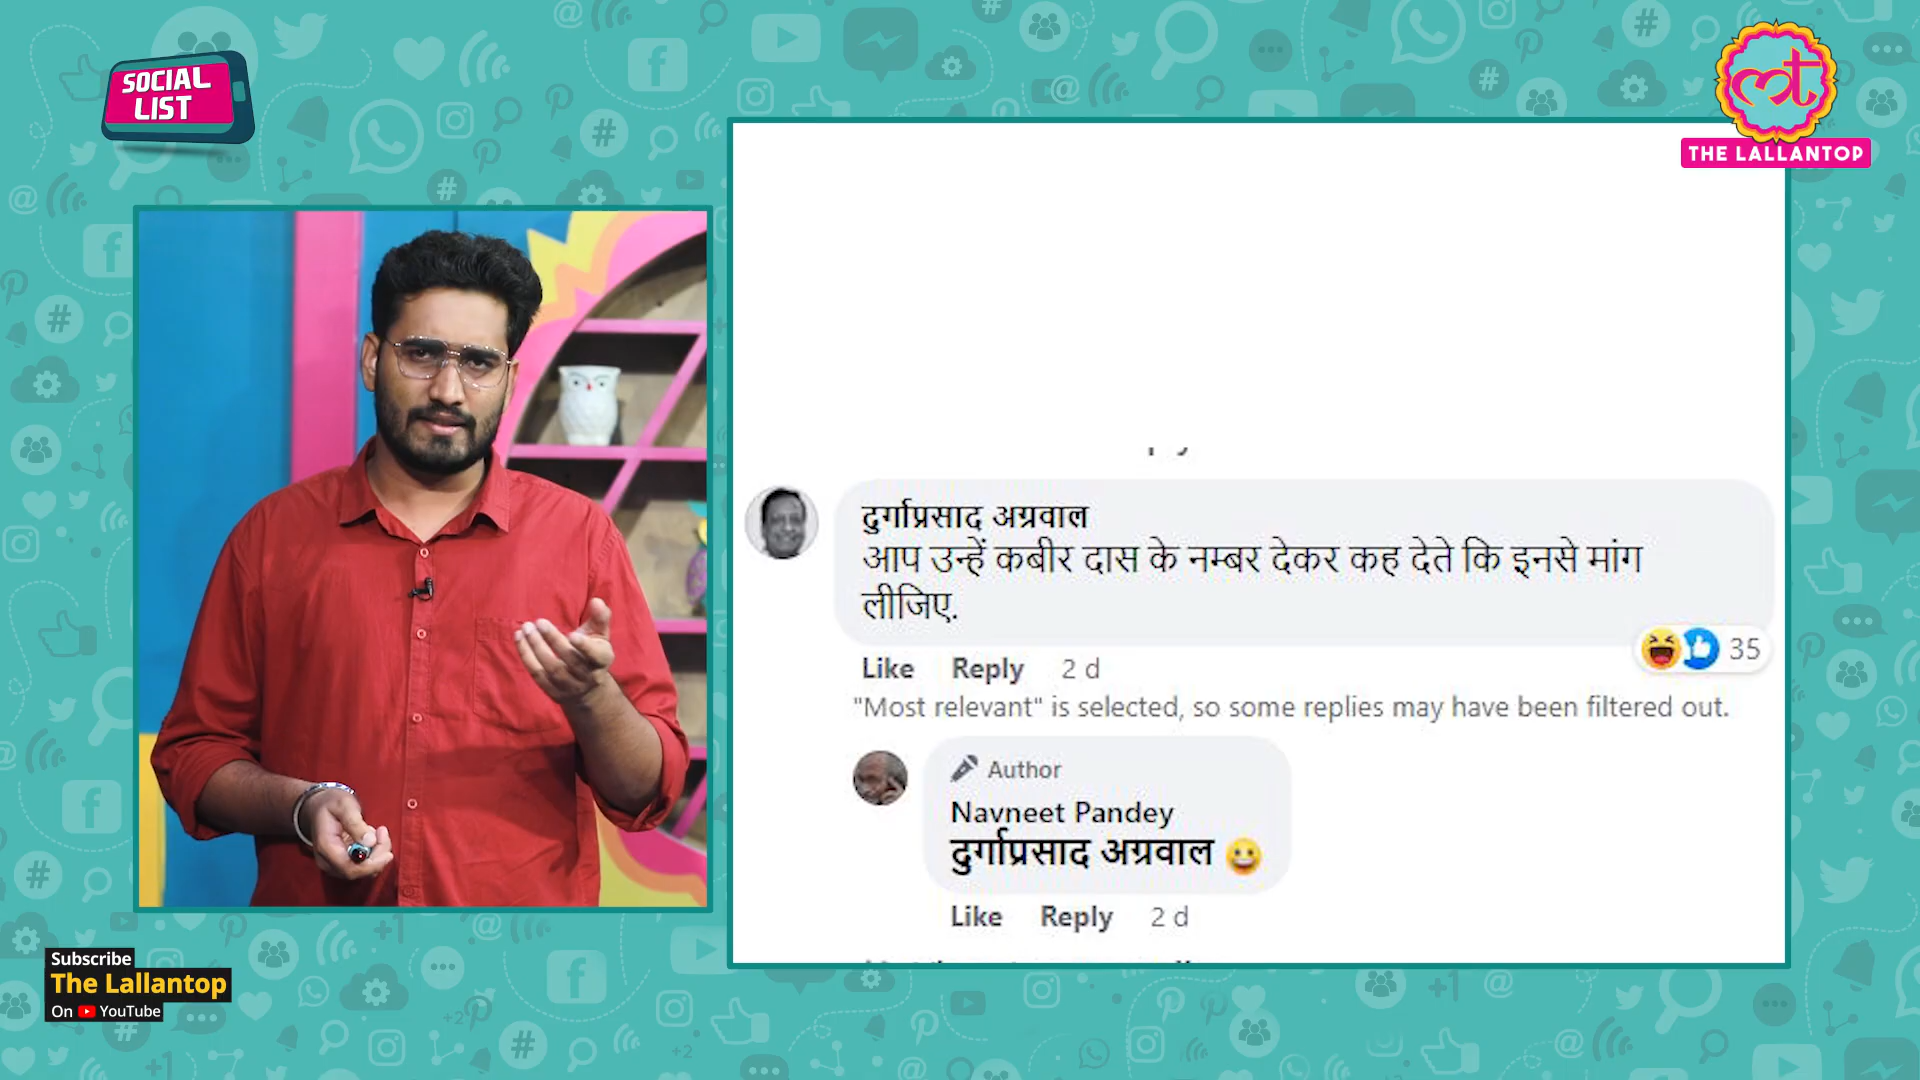 SOCIAL
LIST
THE LALLANTOP
दुर्गाप्रसाद अग्रवाल
आप उन्हें कबीर दास के नम्बर देकर कह देते कि इनसे मांग
लीजिए.
35
Like Reply 2 d
"Most relevant" is selected, so some replies may have been filtered out.
Author
Navneet Pandey
दुर्गाप्रसाद अग्रवाल 😀
Like Reply 2 d
Subscribe
The Lallantop
On YouTube